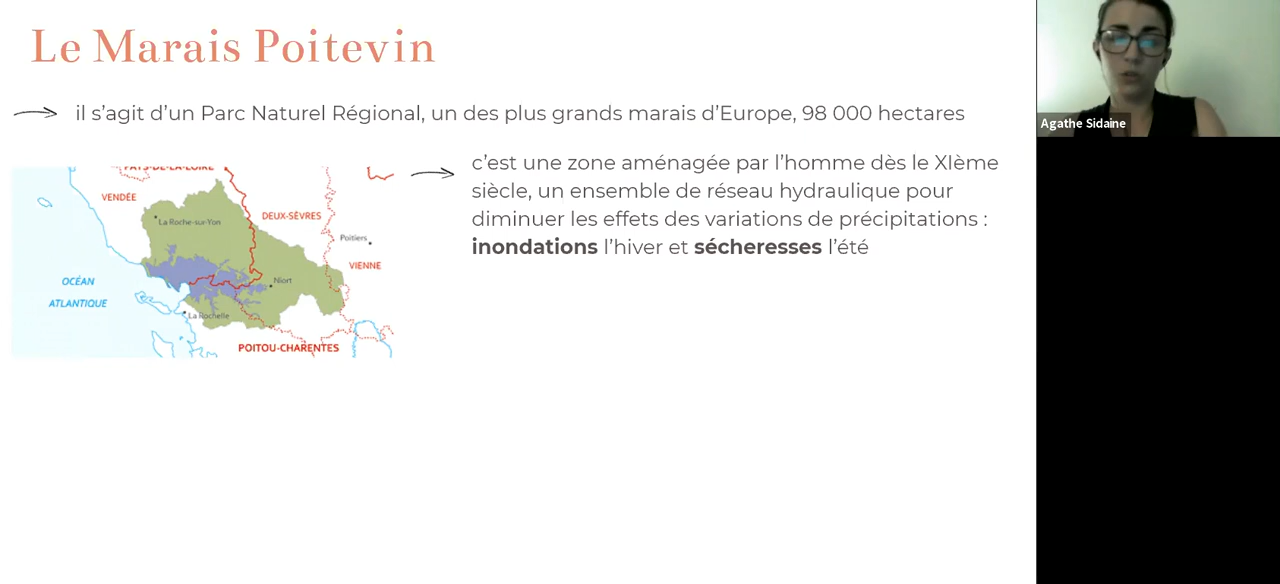 Le Marais Poitevin
il s'agit d'un Parc Naturel Régional, un des plus grands marais d'Europe, 98 000 hectares
c'est une zone aménagée par l'homme dès le XIème
siècle, un ensemble de réseau hydraulique pour
diminuer les effets des variations de précipitations :
inondations l'hiver et sécheresses l'été
PAYS-DE-LA-LOIRE
VENDÉE
La Roche-sur-Yon
DEUX-SÈVRES
Poitiers
VIENNE
OCÉAN
ATLANTIQUE
Niort
La Rochelle
POITOU-CHARENTES
Agathe Sidaine